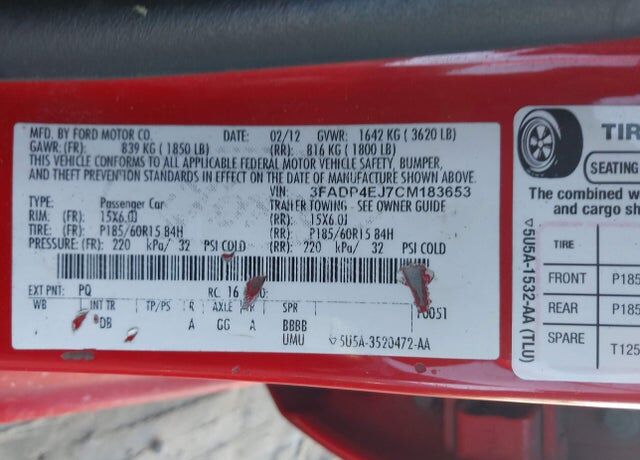 MFD. BY FORD MOTOR CO. DATE: 02/12 GVWR: 1642 KG ( 3620 LB)
GAWR: (FR): 839 KG ( 1850 LB) (RR): 816 KG ( 1800 LB)
THIS VEHICLE CONFORMS TO ALL APPLICABLE FEDERAL MOTOR VEHICLE SAFETY, BUMPER,
AND THEFT PREVENTION STANDARDS IN EFFECT ON THE DATE OF MANUFACTURE SHOWN ABOVE.
VIN: 3FADP4EJ7CM183653
TYPE: Passenger Car TRAILER TOWING - SEE OWNER GUIDE
RIM: (FR): 15X6.0J (RR): 15X6.0J
TIRE: (FR): P185/60R15 84H (RR): P185/60R15 84H
PRESSURE: (FR): 220 kPa/ 32 PSI COLD (RR): 220 kPa/ 32 PSI COLD
EXT PNT: PQ RC: 16
WB INT TR TP/PS R AXLE SPR
DB A GG A BBBB
UMU ▽5U5A-3520472-AA
▽5U5A-1532-AA (TLU)
TIR
SEATING
The combined w
and cargo sh
TIRE
FRONT P185
REAR P185
SPARE T125